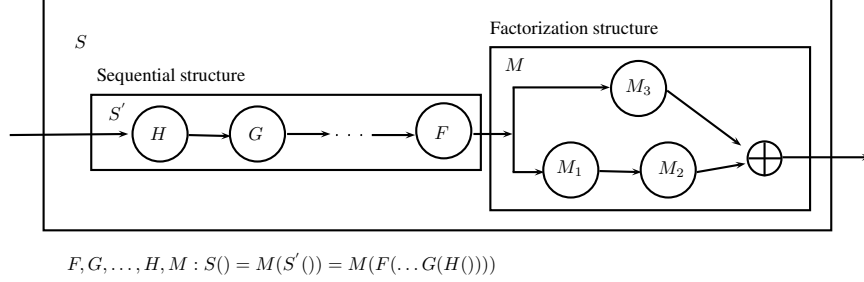 Factorization structure
S
M
Sequential structure
M₃
S′
H
G
. . .
F
M₁
M₂
F, G, . . . , H, M : S() = M(S′()) = M(F(. . . G(H())))